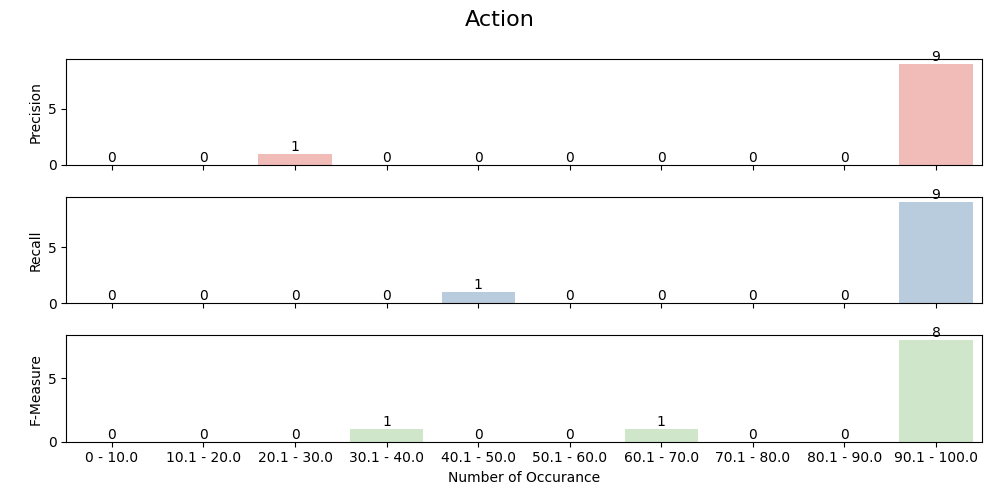 Action
Precision
5
0
0 0 1 0 0 0 0 0 0 9
Recall
5
0
0 0 0 0 1 0 0 0 0 9
F-Measure
5
0
0 0 0 1 0 0 1 0 0 8
0 - 10.0 10.1 - 20.0 20.1 - 30.0 30.1 - 40.0 40.1 - 50.0 50.1 - 60.0 60.1 - 70.0 70.1 - 80.0 80.1 - 90.0 90.1 - 100.0
Number of Occurance